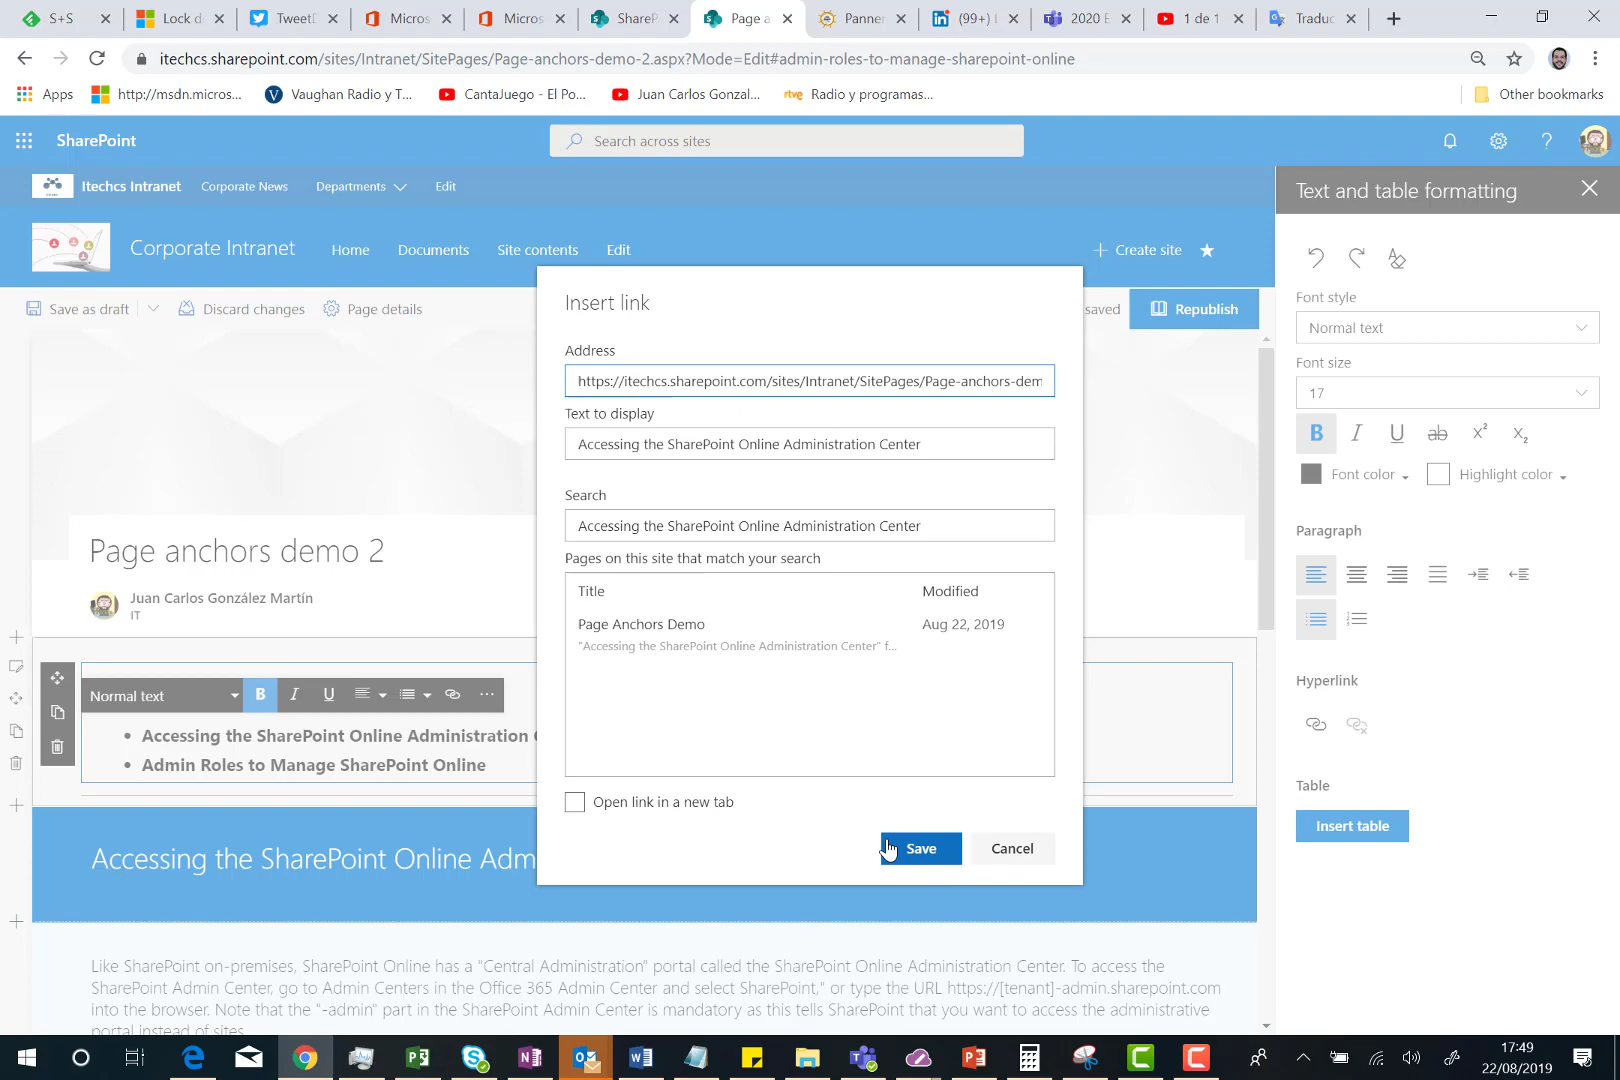 S+S
Lock d
TweetD
Micros
Micros
ShareP
Page a
Panner
(99+) I
2020 E
1 de 1
Traduc
itechcs.sharepoint.com/sites/Intranet/SitePages/Page-anchors-demo-2.aspx?Mode=Edit#admin-roles-to-manage-sharepoint-online
Apps
http://msdn.micros...
Vaughan Radio y T...
CantaJuego - El Po...
Juan Carlos Gonzal...
rtve Radio y programas...
Other bookmarks
SharePoint
Search across sites
Itechcs Intranet
Corporate News
Departments
Edit
Text and table formatting
Corporate Intranet
Home
Documents
Site contents
Edit
Create site
Save as draft
Discard changes
Page details
saved
Republish
Insert link
Address
https://itechcs.sharepoint.com/sites/Intranet/SitePages/Page-anchors-dem
Text to display
Accessing the SharePoint Online Administration Center
Search
Accessing the SharePoint Online Administration Center
Pages on this site that match your search
Title Modified
Page Anchors Demo Aug 22, 2019
"Accessing the SharePoint Online Administration Center" f...
Open link in a new tab
Save
Cancel
Page anchors demo 2
Juan Carlos González Martín
IT
Normal text B I U
• Accessing the SharePoint Online Administration
• Admin Roles to Manage SharePoint Online
Accessing the SharePoint Online Adm
Like SharePoint on-premises, SharePoint Online has a "Central Administration" portal called the SharePoint Online Administration Center. To access the
SharePoint Admin Center, go to Admin Centers in the Office 365 Admin Center and select SharePoint," or type the URL https://[tenant]-admin.sharepoint.com
into the browser. Note that the "-admin" part in the SharePoint Admin Center is mandatory as this tells SharePoint that you want to access the administrative
portal instead of sites.
Font style
Normal text
Font size
17
B I U ab x² x₂
Font color
Highlight color
Paragraph
Hyperlink
Table
Insert table
17:49
22/08/2019